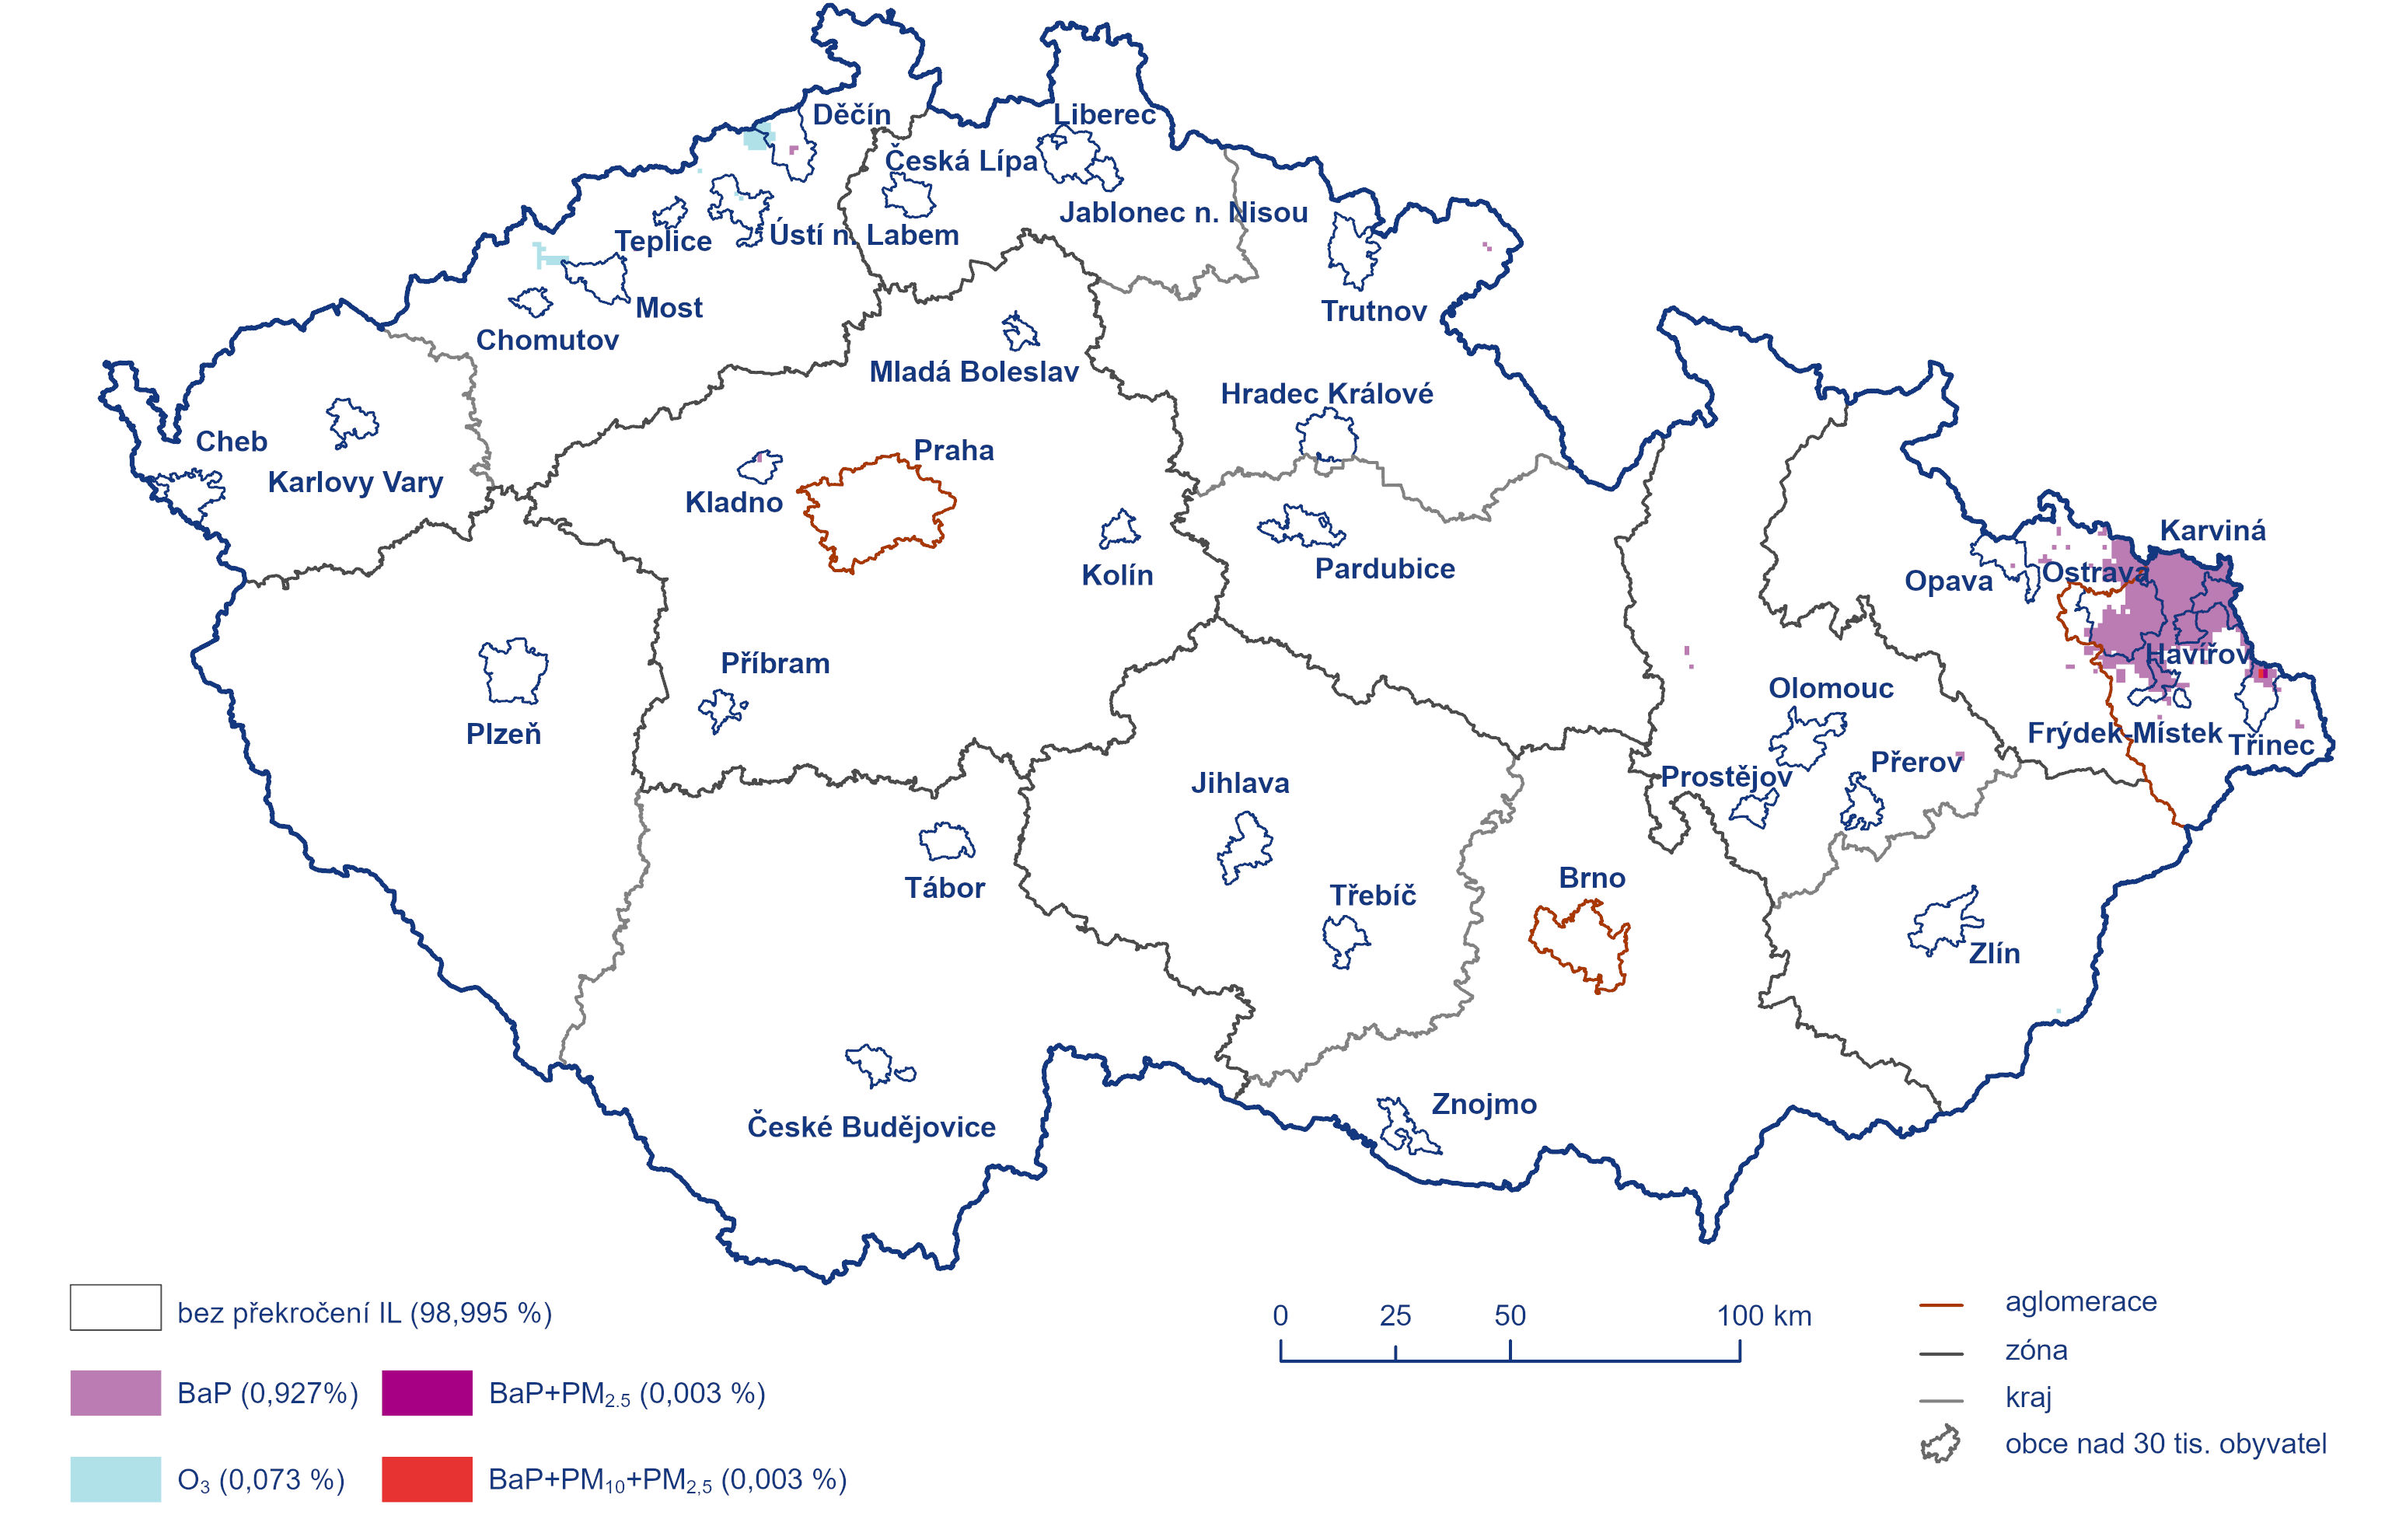 Děčín
Liberec
Česká Lípa
Jablonec n. Nisou
Teplice
Ústí n. Labem
Most
Trutnov
Chomutov
Mladá Boleslav
Hradec Králové
Cheb
Praha
Karlovy Vary
Kladno
Karviná
Kolín
Pardubice
Opava
Ostrava
Příbram
Havířov
Olomouc
Plzeň
Frýdek-Místek
Třinec
Přerov
Prostějov
Jihlava
Tábor
Třebíč
Brno
Zlín
Znojmo
České Budějovice
bez překročení IL (98,995 %)
BaP (0,927%)
BaP+PM2.5 (0,003 %)
O3 (0,073 %)
BaP+PM10+PM2,5 (0,003 %)
0 25 50 100 km
aglomerace
zóna
kraj
obce nad 30 tis. obyvatel